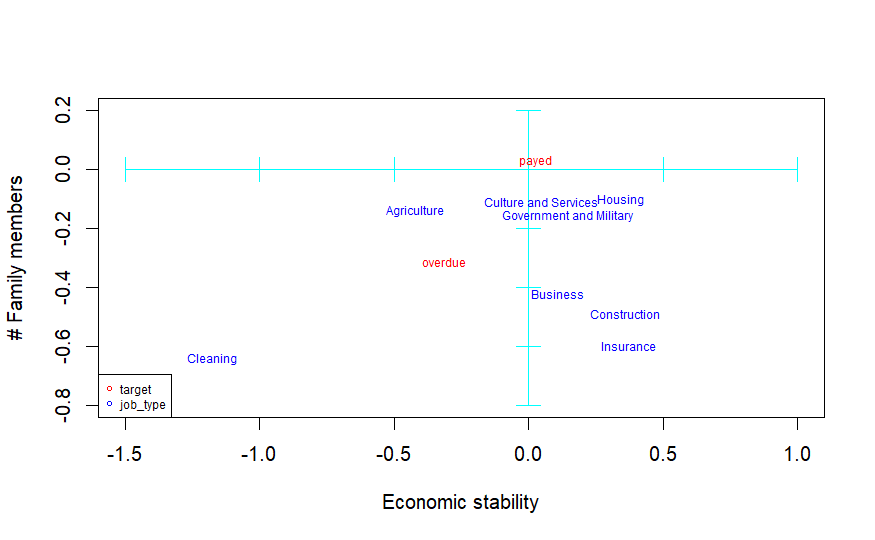 0.2
0.0
-0.2
-0.4
-0.6
-0.8
# Family members
payed
Housing
Culture and Services
Agriculture
Government and Military
overdue
Business
Construction
Insurance
Cleaning
target
job_type
-1.5 -1.0 -0.5 0.0 0.5 1.0
Economic stability